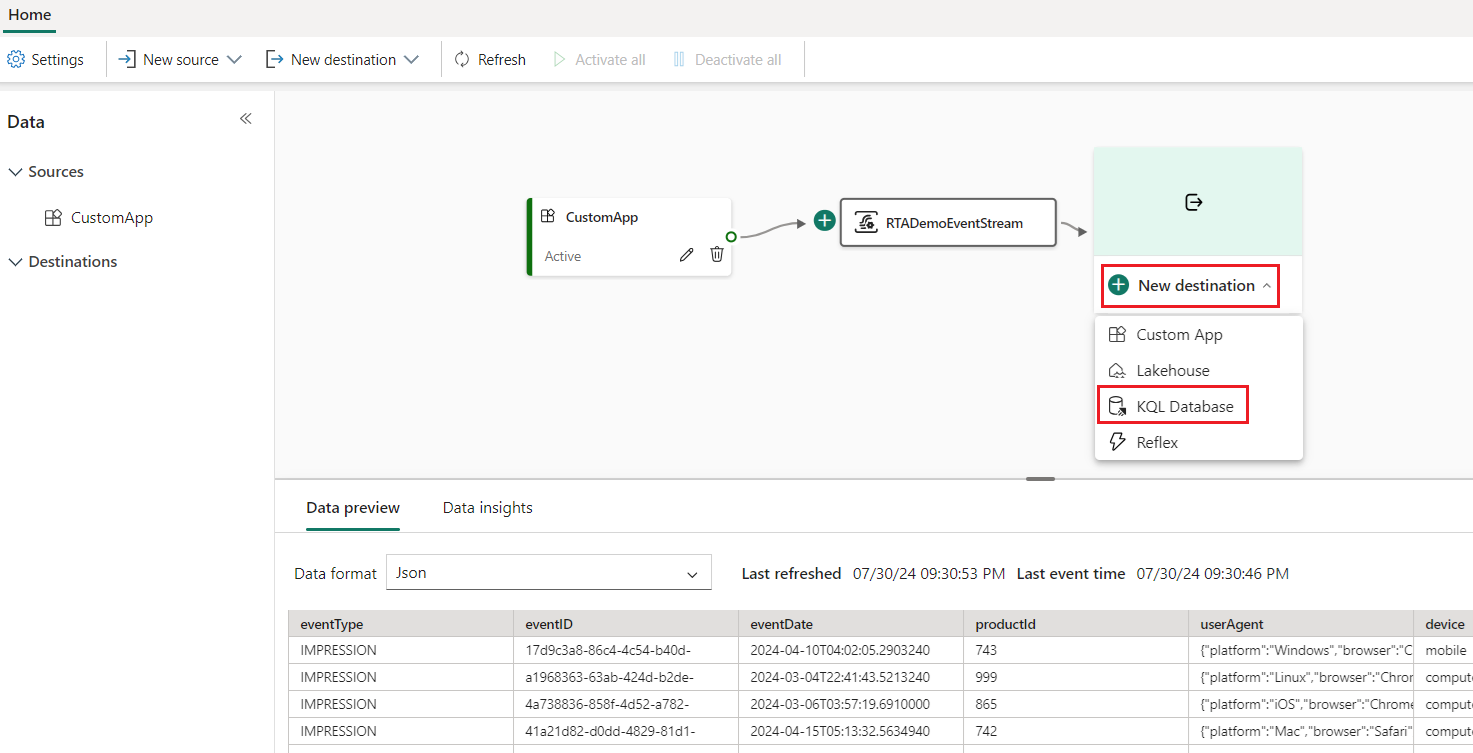 Home
Settings
New source
New destination
Refresh
Activate all
Deactivate all
Data
Sources
CustomApp
Destinations
CustomApp
Active
RTADemoEventStream
New destination
Custom App
Lakehouse
KQL Database
Reflex
Data preview
Data insights
Data format Json Last refreshed 07/30/24 09:30:53 PM Last event time 07/30/24 09:30:46 PM
eventType eventID eventDate productId userAgent device
IMPRESSION 17d9c3a8-86c4-4c54-b40d- 2024-04-10T04:02:05.2903240 743 {"platform":"Windows","browser":"C mobile
IMPRESSION a1968363-63ab-424d-b2de- 2024-03-04T22:41:43.5213240 999 {"platform":"Linux","browser":"Chron compute
IMPRESSION 4a738836-858f-4d52-a782- 2024-03-06T03:57:19.6910000 865 {"platform":"iOS","browser":"Chrome compute
IMPRESSION 41a21d82-d0dd-4829-81d1- 2024-04-15T05:13:32.5634940 742 {"platform":"Mac","browser":"Safari" compute